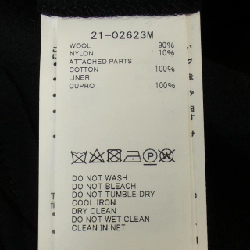 21-02623M
WOOL 90%
NYLON 10%
ATTACHED PARTS
COTTON 100%
LINER
CUPRO 100%
DO NOT WASH
DO NOT BLEACH
DO NOT TUMBLE DRY
COOL IRON
DRY CLEAN
DO NOT WET CLEAN
CLEAN IN NET